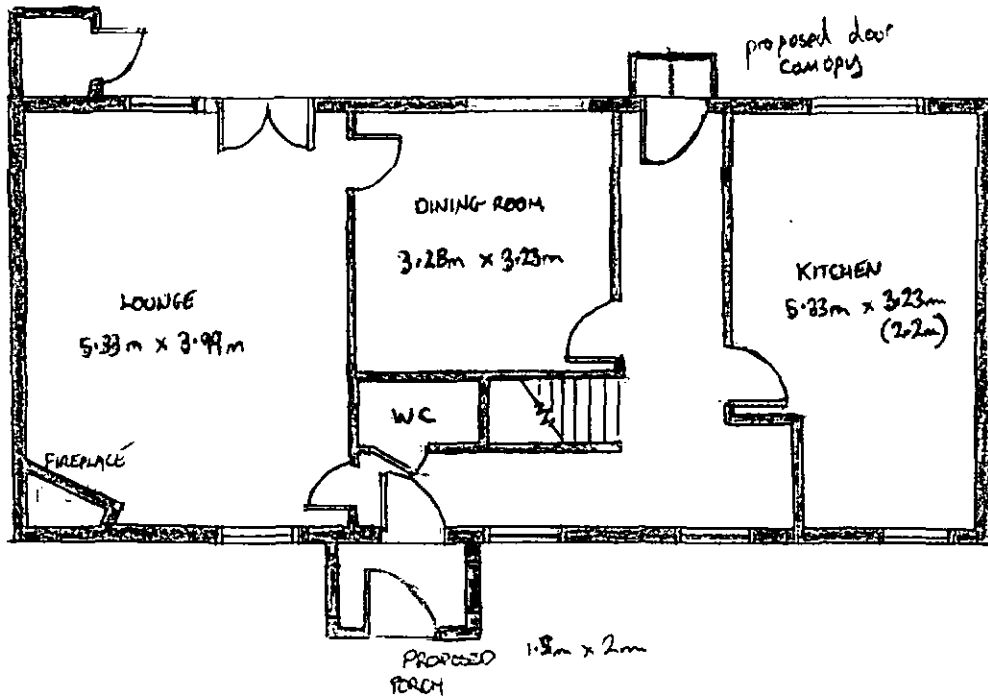 proposed door
canopy
DINING ROOM
3.28m x 3.23m
KITCHEN
5.33m x 3.23m
(2.2m)
LOUNGE
5.33m x 3.99m
WC
FIREPLACE
PROPOSED
PORCH
x 2m